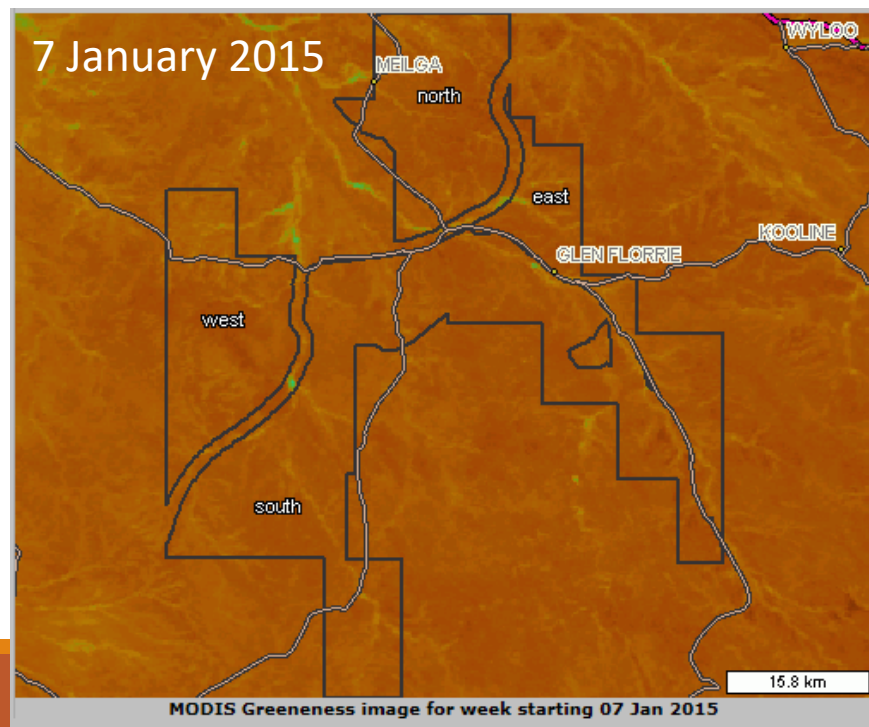 7 January 2015
WYLOO
MEILGA
north
east
KOOLINE
GLEN FLORRIE
west
south
15.8 km
MODIS Greeneness image for week starting 07 Jan 2015